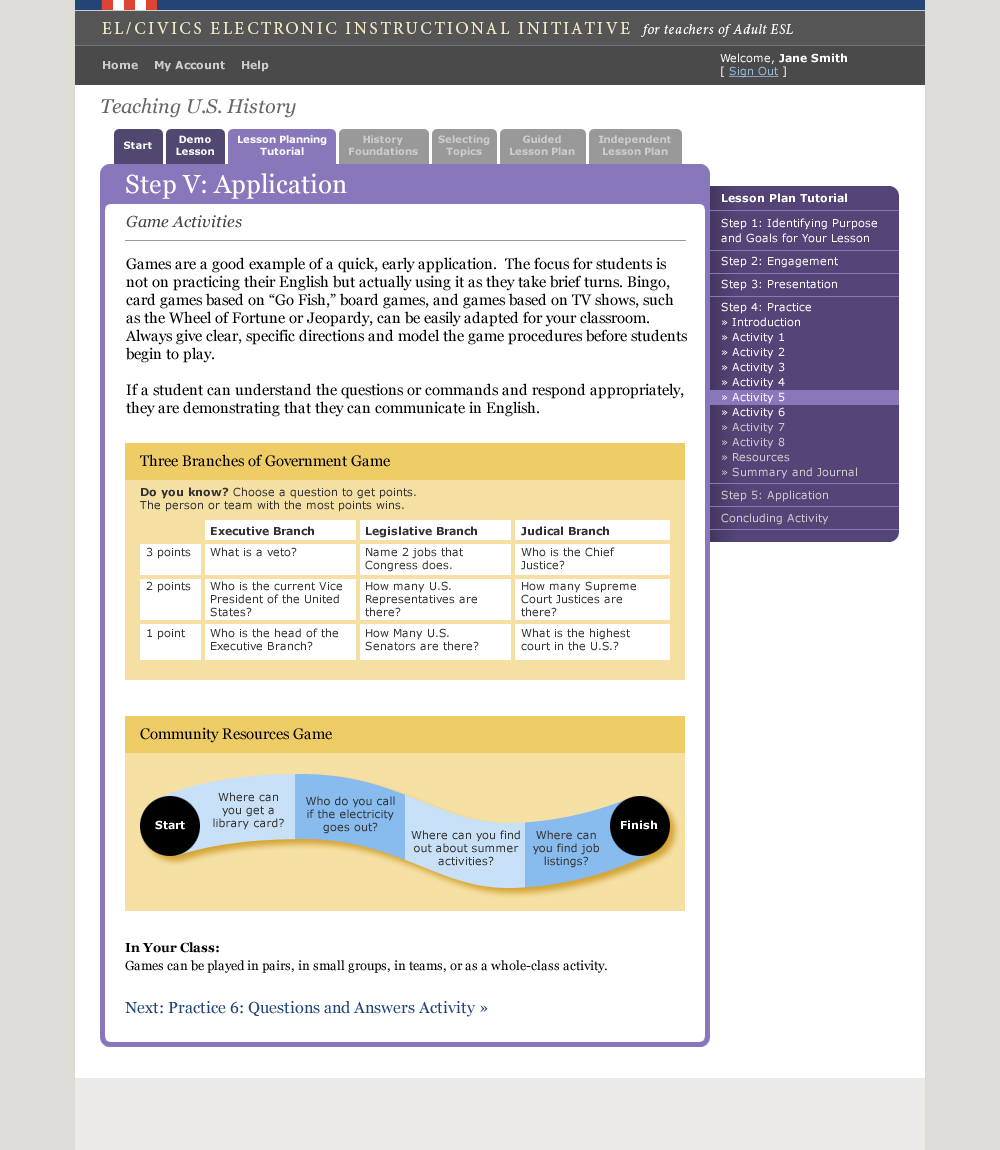 EL/CIVICS ELECTRONIC INSTRUCTIONAL INITIATIVE for teachers of Adult ESL
Home My Account Help
Welcome, Jane Smith
[ Sign Out ]
Teaching U.S. History
Start
Demo
Lesson
Lesson Planning
Tutorial
History
Foundations
Selecting
Topics
Guided
Lesson Plan
Independent
Lesson Plan
Step V: Application
Game Activities
Games are a good example of a quick, early application. The focus for students is
not on practicing their English but actually using it as they take brief turns. Bingo,
card games based on “Go Fish,” board games, and games based on TV shows, such
as the Wheel of Fortune or Jeopardy, can be easily adapted for your classroom.
Always give clear, specific directions and model the game procedures before students
begin to play.
If a student can understand the questions or commands and respond appropriately,
they are demonstrating that they can communicate in English.
Three Branches of Government Game
Do you know? Choose a question to get points.
The person or team with the most points wins.
Executive Branch
Legislative Branch
Judical Branch
3 points
What is a veto?
Name 2 jobs that
Congress does.
Who is the Chief
Justice?
2 points
Who is the current Vice
President of the United
States?
How many U.S.
Representatives are
there?
How many Supreme
Court Justices are
there?
1 point
Who is the head of the
Executive Branch?
How Many U.S.
Senators are there?
What is the highest
court in the U.S.?
Community Resources Game
Start
Where can
you get a
library card?
Who do you call
if the electricity
goes out?
Where can you find
out about summer
activities?
Where can
you find job
listings?
Finish
In Your Class:
Games can be played in pairs, in small groups, in teams, or as a whole-class activity.
Next: Practice 6: Questions and Answers Activity »
Lesson Plan Tutorial
Step 1: Identifying Purpose
and Goals for Your Lesson
Step 2: Engagement
Step 3: Presentation
Step 4: Practice
» Introduction
» Activity 1
» Activity 2
» Activity 3
» Activity 4
» Activity 5
» Activity 6
» Activity 7
» Activity 8
» Resources
» Summary and Journal
Step 5: Application
Concluding Activity